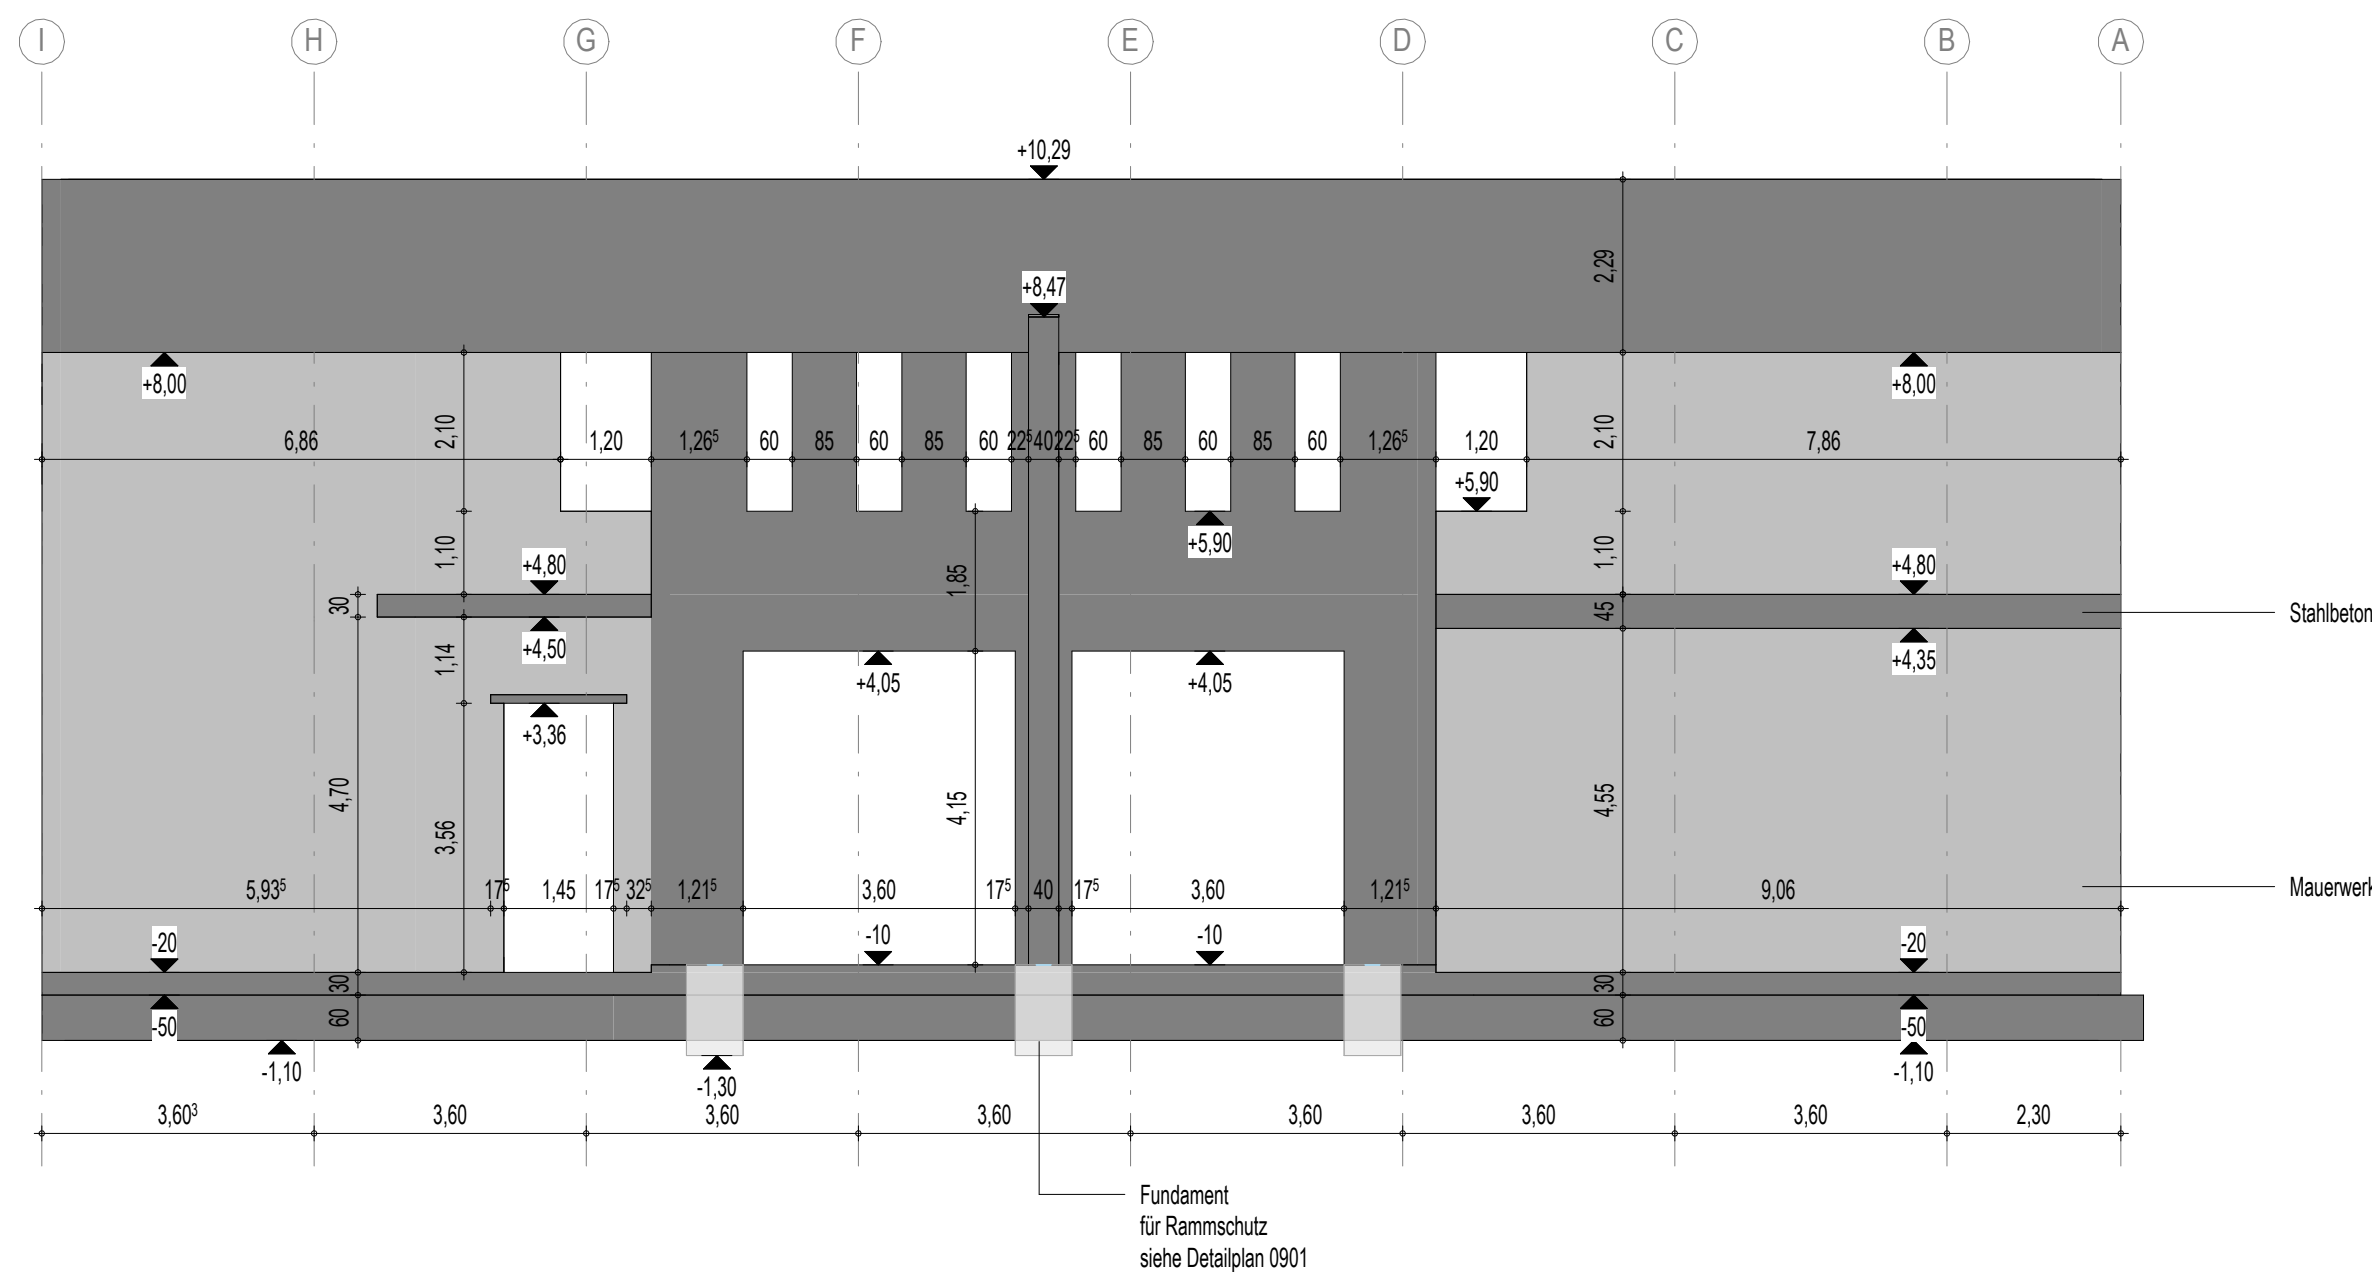 I H G F E D C B A
+10,29
2,29
+8,47
+8,00 +8,00
2,10 2,10
6,86 1,20 1,26⁵ 60 85 60 85 60 22⁵ 40 22⁵ 60 85 60 85 60 1,26⁵ 1,20 7,86
+5,90
+5,90
1,10 1,10
+4,80 +4,80
1,85
30 45
Stahlbeton
+4,50 +4,35
1,14
+4,05 +4,05
+3,36
4,70 3,56 4,15 4,55
5,93⁵ 17⁵ 1,45 17⁵ 32⁵ 1,21⁵ 3,60 17⁵ 40 17⁵ 3,60 1,21⁵ 9,06
Mauerwerk
-20 -10 -10 -20
30 30
-50 60 60 -50
-1,10 -1,10
-1,30
3,60³ 3,60 3,60 3,60 3,60 3,60 3,60 2,30
Fundament
für Rammschutz
siehe Detailplan 0901